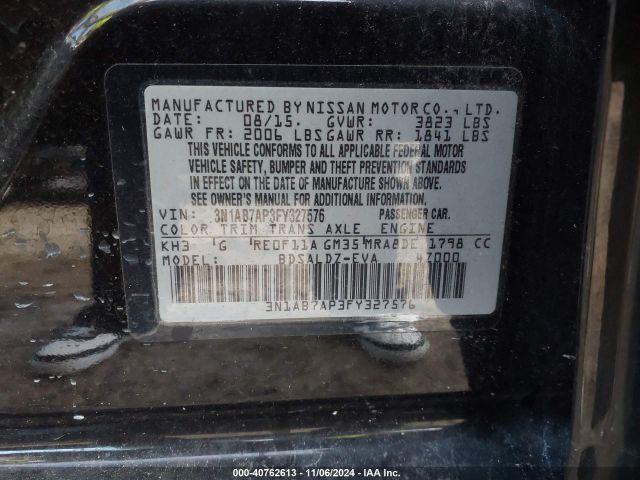 MANUFACTURED BY NISSAN MOTOR CO., LTD.
DATE: 08/15. GVWR: 3823 LBS
GAWR FR: 2006 LBS GAWR RR: 1841 LBS
THIS VEHICLE CONFORMS TO ALL APPLICABLE FEDERAL MOTOR
VEHICLE SAFETY, BUMPER AND THEFT PREVENTION STANDARDS
IN EFFECT ON THE DATE OF MANUFACTURE SHOWN ABOVE.
SEE OWNER'S MANUAL FOR ADDITIONAL INFORMATION.
VIN: 3N1AB7AP3FY327576 PASSENGER CAR.
COLOR TRIM TRANS AXLE ENGINE
KH3 'G 'RE0F11A GM35 'MRA8DE 1798 CC
MODEL: BDSALDZ-EVA 47000
3N1AB7AP3FY327576
000-40762613 - 11/06/2024 - IAA Inc.